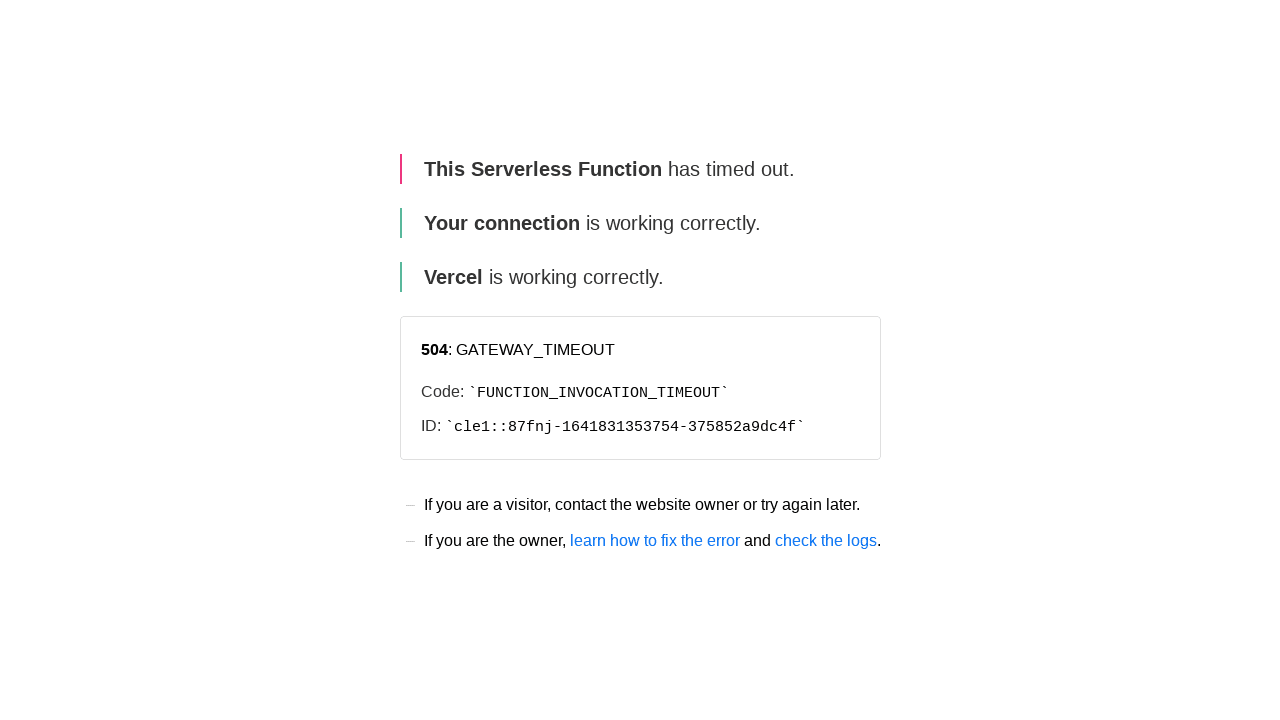 This Serverless Function has timed out.
Your connection is working correctly.
Vercel is working correctly.
504: GATEWAY_TIMEOUT
Code: `FUNCTION_INVOCATION_TIMEOUT`
ID: `cle1::87fnj-1641831353754-375852a9dc4f`
– If you are a visitor, contact the website owner or try again later.
– If you are the owner, learn how to fix the error and check the logs.